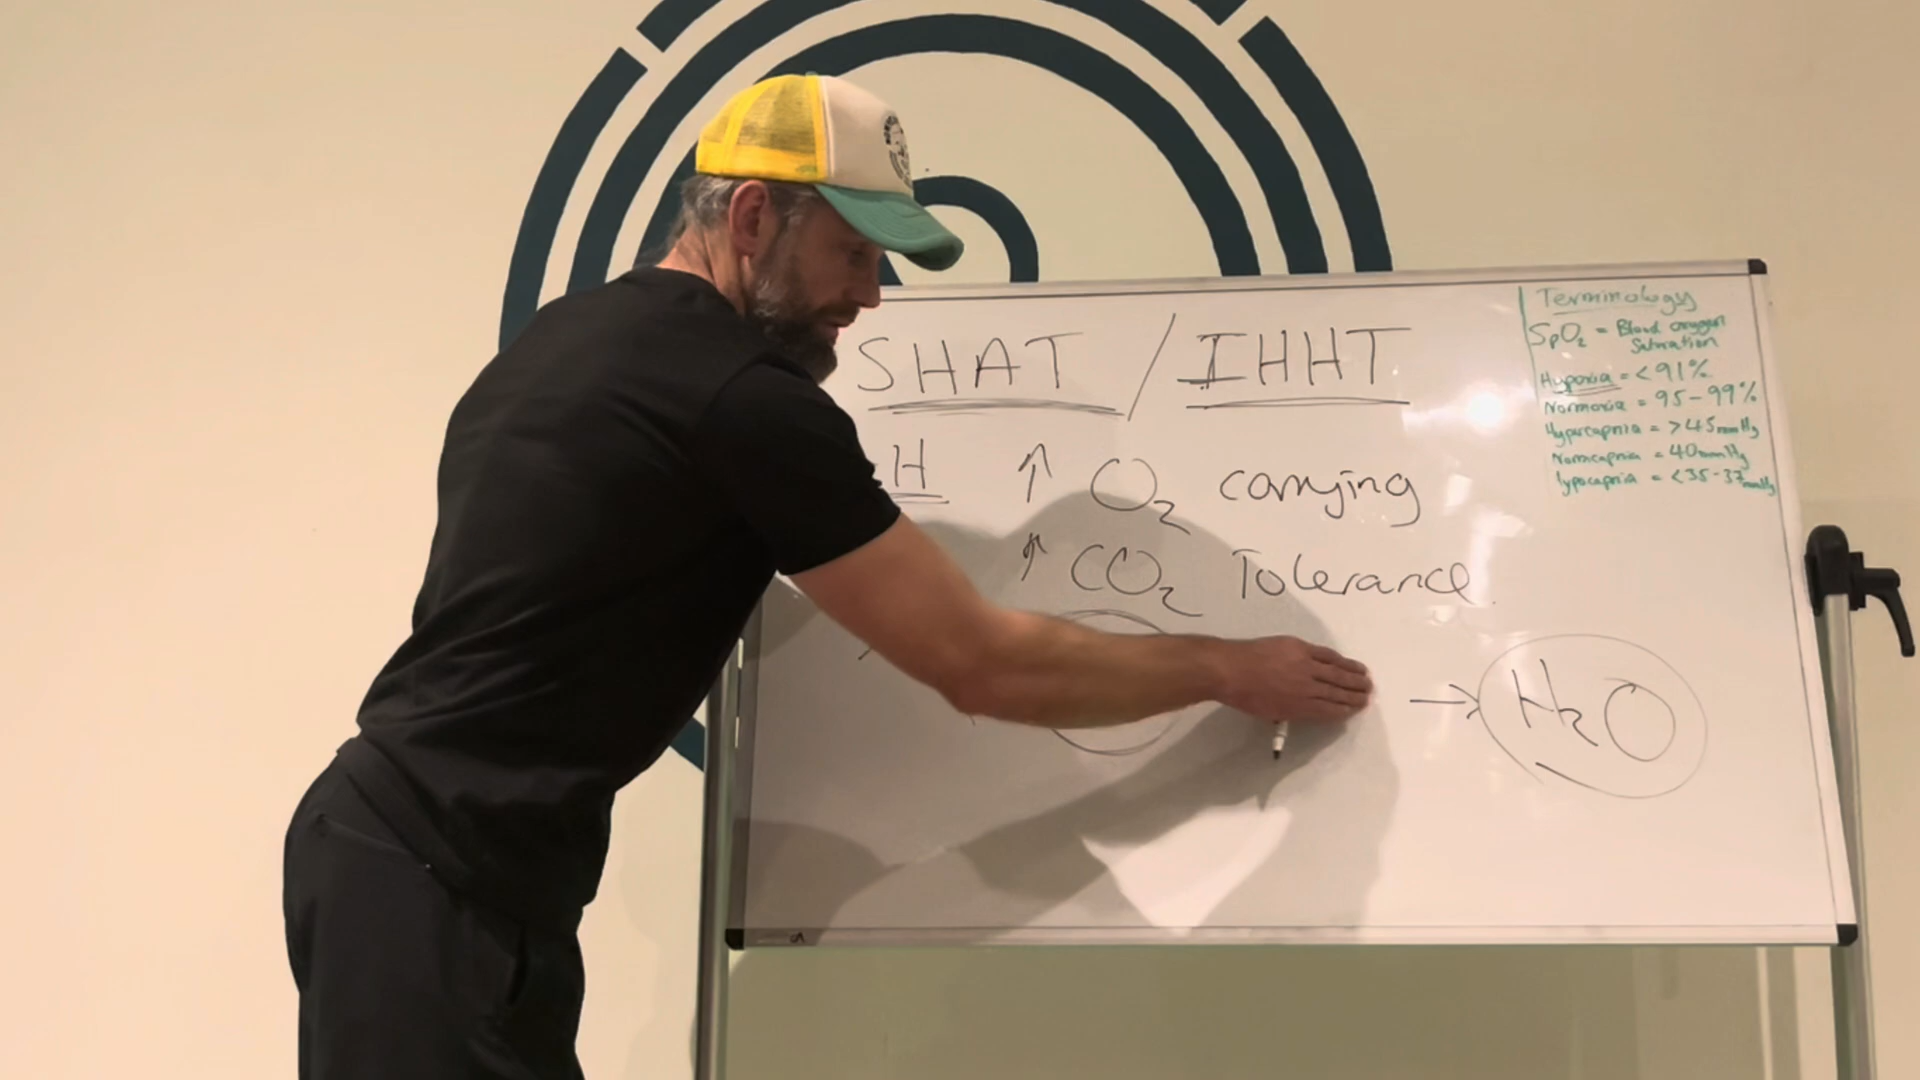 SHAT / IHHT
H ↑ O₂ carrying
↑ CO₂ Tolerance
→ H₂O
Terminology
SpO₂ = Blood oxygen
Saturation
Hypoxia = <91%
Normoxia = 95-99%
Hypercapnia = >45mmHg
Normicapnia = 40mmHg
Hypocapnia = <35-37mmHg